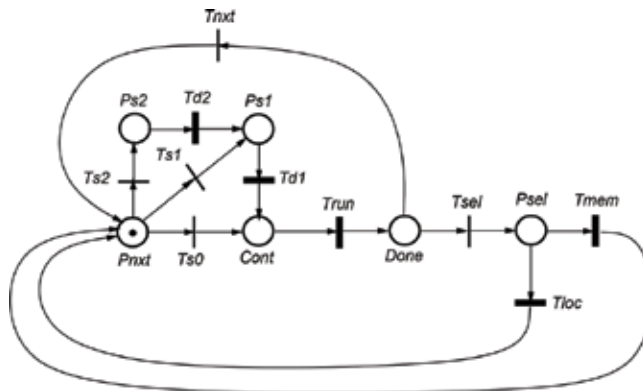 Tnxt
Ps2
Td2
Ps1
Ts1
Ts2
Td1
Trun
Tsel
Psel
Tmem
Pnxt
Ts0
Cont
Done
Tloc